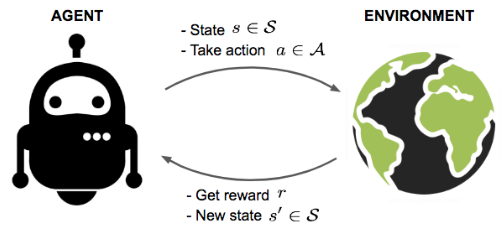 AGENT
ENVIRONMENT
- State s ∈ 𝒮
- Take action a ∈ 𝒜
- Get reward r
- New state s′ ∈ 𝒮